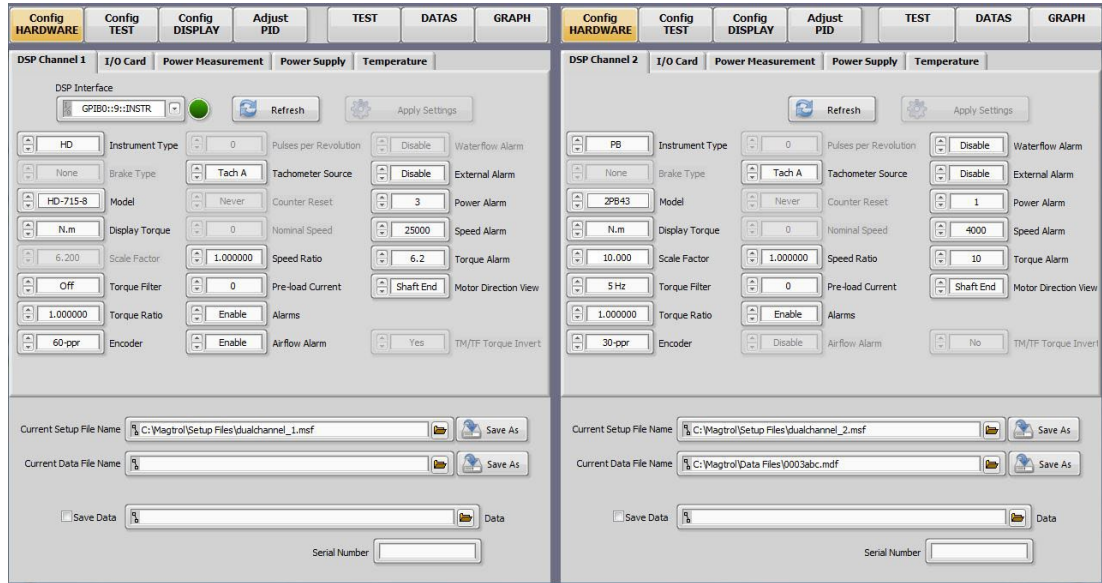 Config HARDWARE
Config TEST
Config DISPLAY
Adjust PID
TEST
DATAS
GRAPH
DSP Channel 1
I/O Card
Power Measurement
Power Supply
Temperature
DSP Interface
GPIB0::9::INSTR
Refresh
Apply Settings
HD Instrument Type 0 Pulses per Revolution Disable Waterflow Alarm
None Brake Type Tach A Tachometer Source Disable External Alarm
HD-715-8 Model Never Counter Reset 3 Power Alarm
N.m Display Torque 0 Nominal Speed 25000 Speed Alarm
6.200 Scale Factor 1.000000 Speed Ratio 6.2 Torque Alarm
Off Torque Filter 0 Pre-load Current Shaft End Motor Direction View
1.000000 Torque Ratio Enable Alarms
60-ppr Encoder Enable Airflow Alarm Yes TM/TF Torque Invert
Current Setup File Name C:\Magtrol\Setup Files\dualchannel_1.msf Save As
Current Data File Name Save As
Save Data Data
Serial Number
Config HARDWARE
Config TEST
Config DISPLAY
Adjust PID
TEST
DATAS
GRAPH
DSP Channel 2
I/O Card
Power Measurement
Power Supply
Temperature
Refresh
Apply Settings
PB Instrument Type 0 Pulses per Revolution Disable Waterflow Alarm
None Brake Type Tach A Tachometer Source Disable External Alarm
2PB43 Model Never Counter Reset 1 Power Alarm
N.m Display Torque 0 Nominal Speed 4000 Speed Alarm
10.000 Scale Factor 1.000000 Speed Ratio 10 Torque Alarm
5 Hz Torque Filter 0 Pre-load Current Shaft End Motor Direction View
1.000000 Torque Ratio Enable Alarms
30-ppr Encoder Disable Airflow Alarm No TM/TF Torque Invert
Current Setup File Name C:\Magtrol\Setup Files\dualchannel_2.msf Save As
Current Data File Name C:\Magtrol\Data Files\0003abc.mdf Save As
Save Data Data
Serial Number